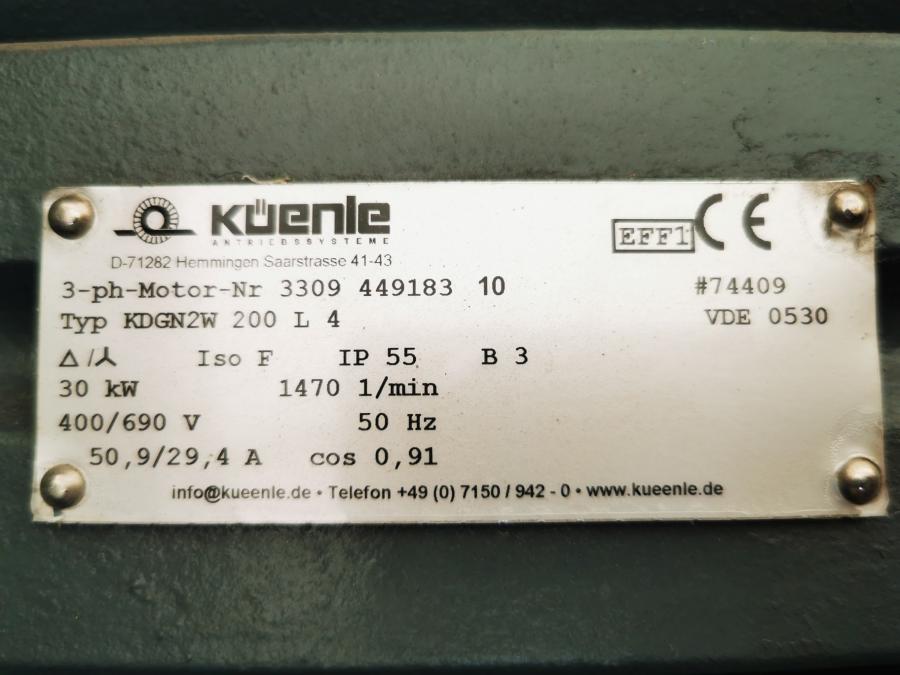 KÜENLE
ANTRIEBSSYSTEME
EFF1 CE
D-71282 Hemmingen Saarstrasse 41-43
3-ph-Motor-Nr 3309 449183 10 #74409
Typ KDGN2W 200 L 4 VDE 0530
Δ/⅄ Iso F IP 55 B 3
30 kW 1470 1/min
400/690 V 50 Hz
50,9/29,4 A cos 0,91
info@kueenle.de • Telefon +49 (0) 7150 / 942 - 0 • www.kueenle.de